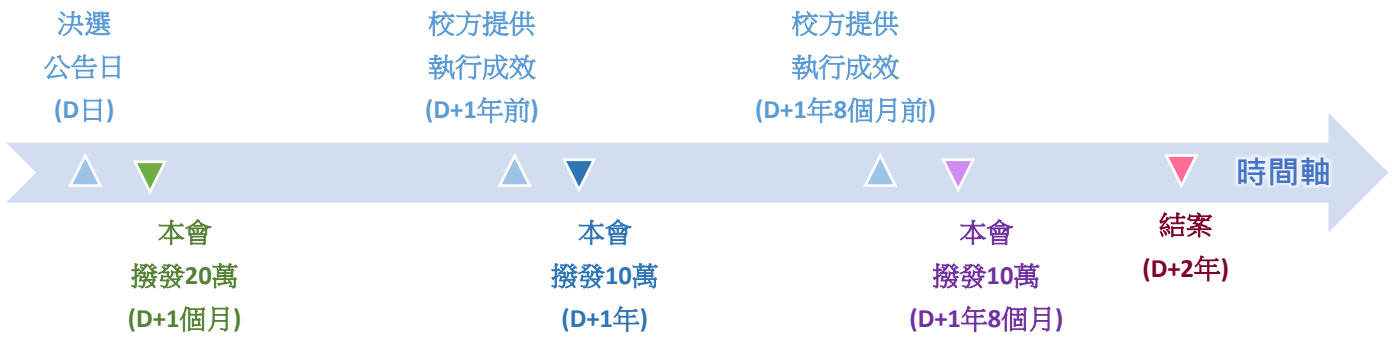 決選
公告日
(D日)
校方提供
執行成效
(D+1年前)
校方提供
執行成效
(D+1年8個月前)
時間軸
本會
撥發20萬
(D+1個月)
本會
撥發10萬
(D+1年)
本會
撥發10萬
(D+1年8個月)
結案
(D+2年)